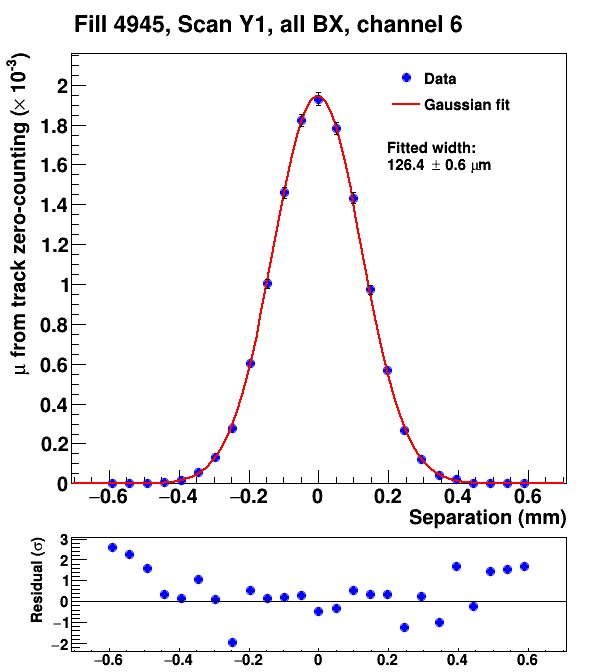 Fill 4945, Scan Y1, all BX, channel 6
μ from track zero-counting (× 10⁻³)
2
1.8
1.6
1.4
1.2
1
0.8
0.6
0.4
0.2
0
Data
Gaussian fit
Fitted width:
126.4 ± 0.6 μm
−0.6 −0.4 −0.2 0 0.2 0.4 0.6
Separation (mm)
Residual (σ)
3
2
1
0
−1
−2
-0.6 -0.4 -0.2 0 0.2 0.4 0.6